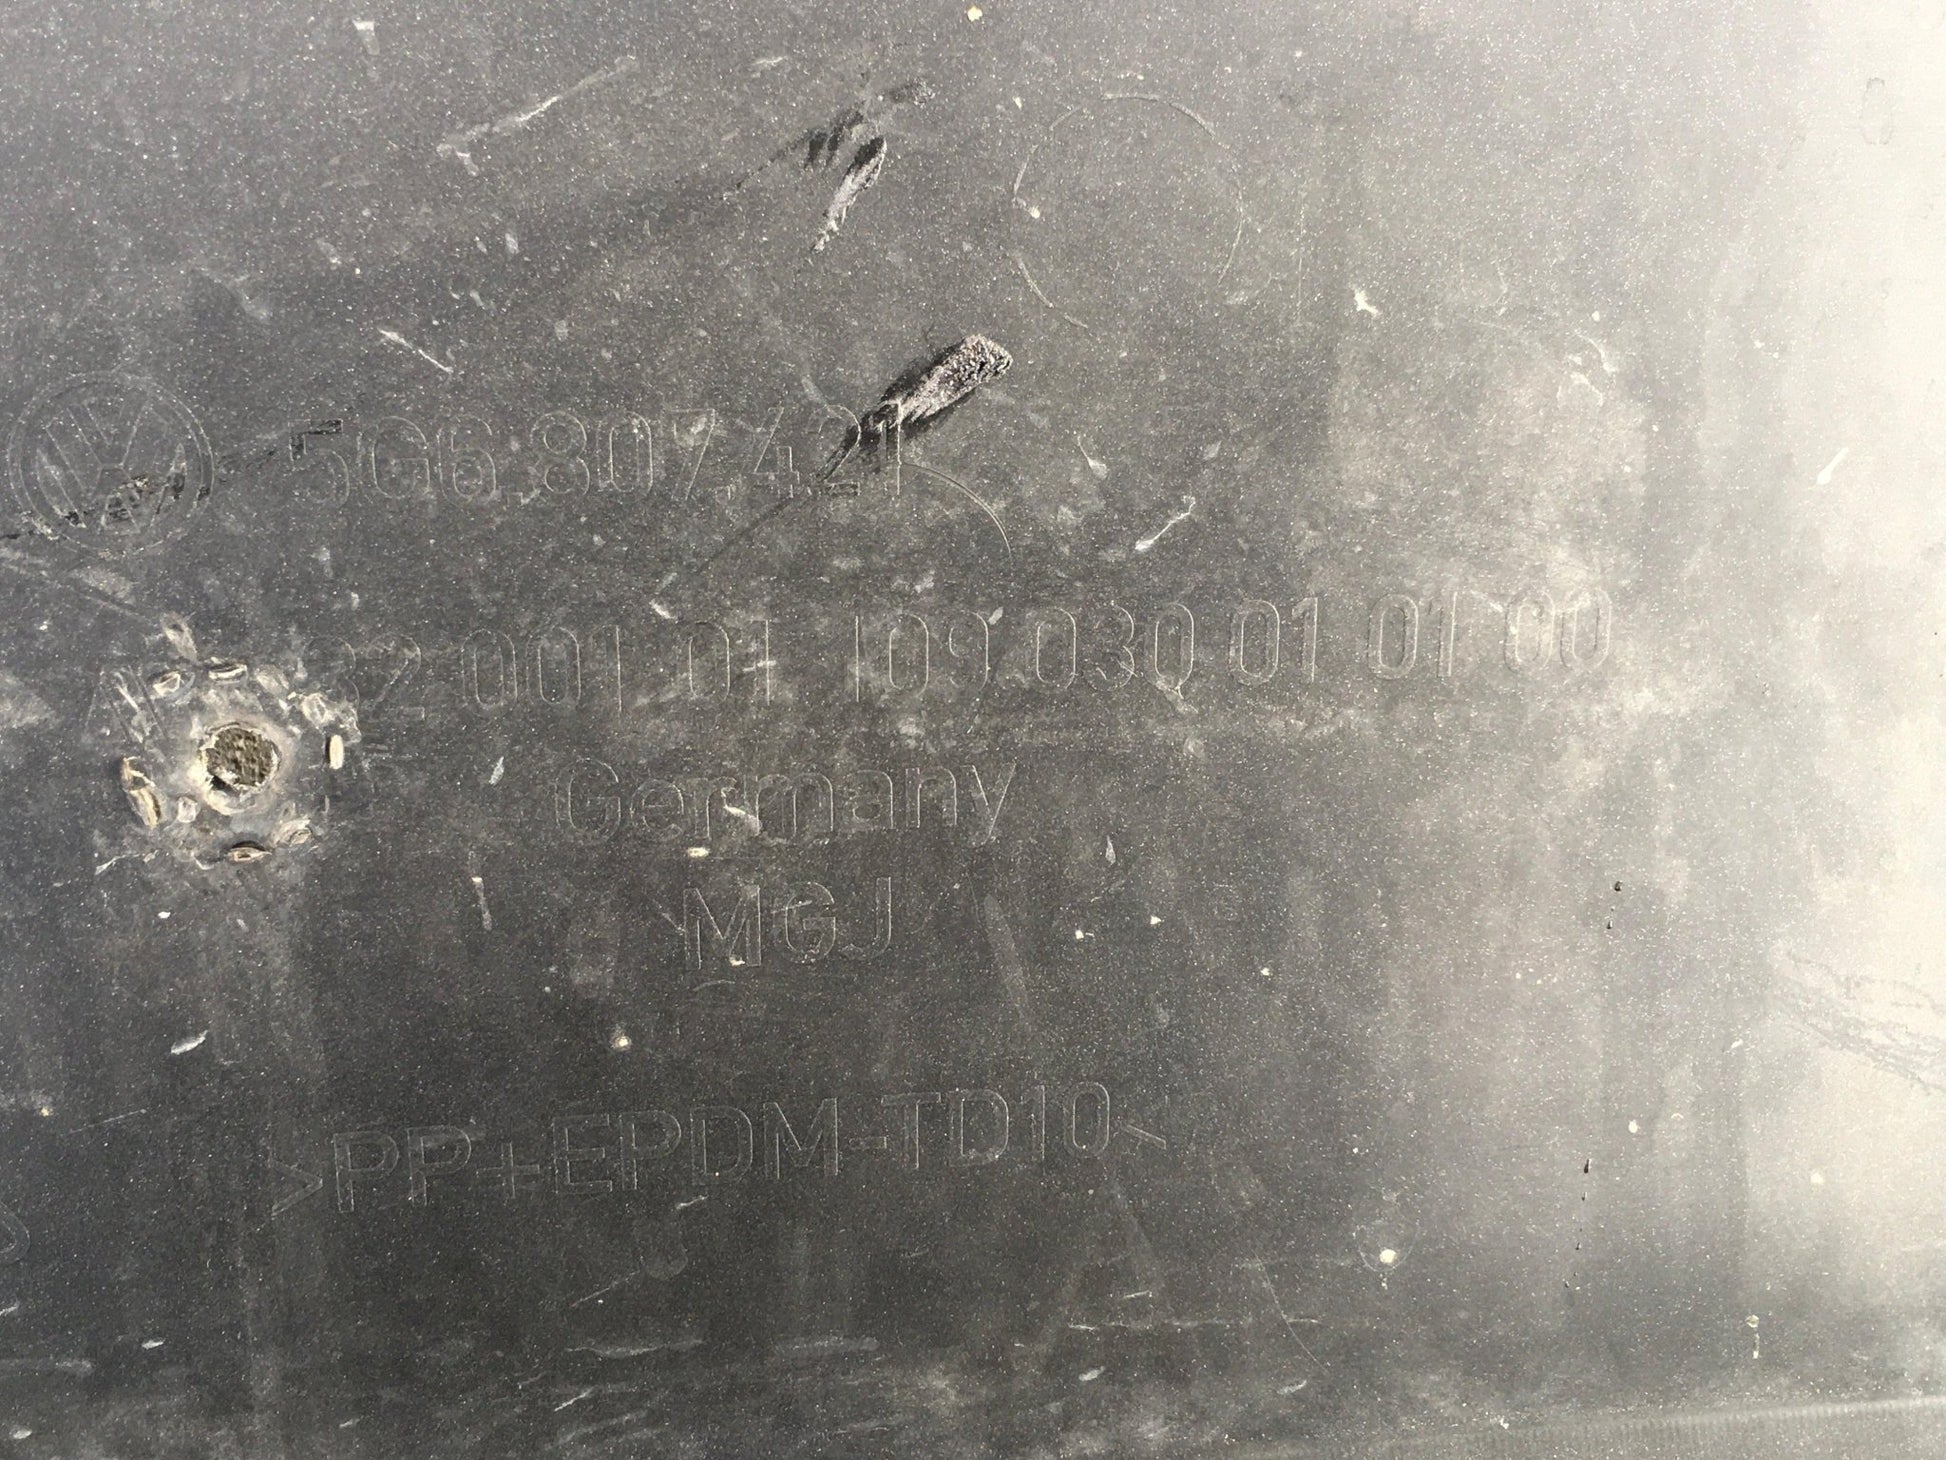 5G6.807.421
32 001 01 109.030 01 01 00
Germany
MGJ
>PP+EPDM-TD10<